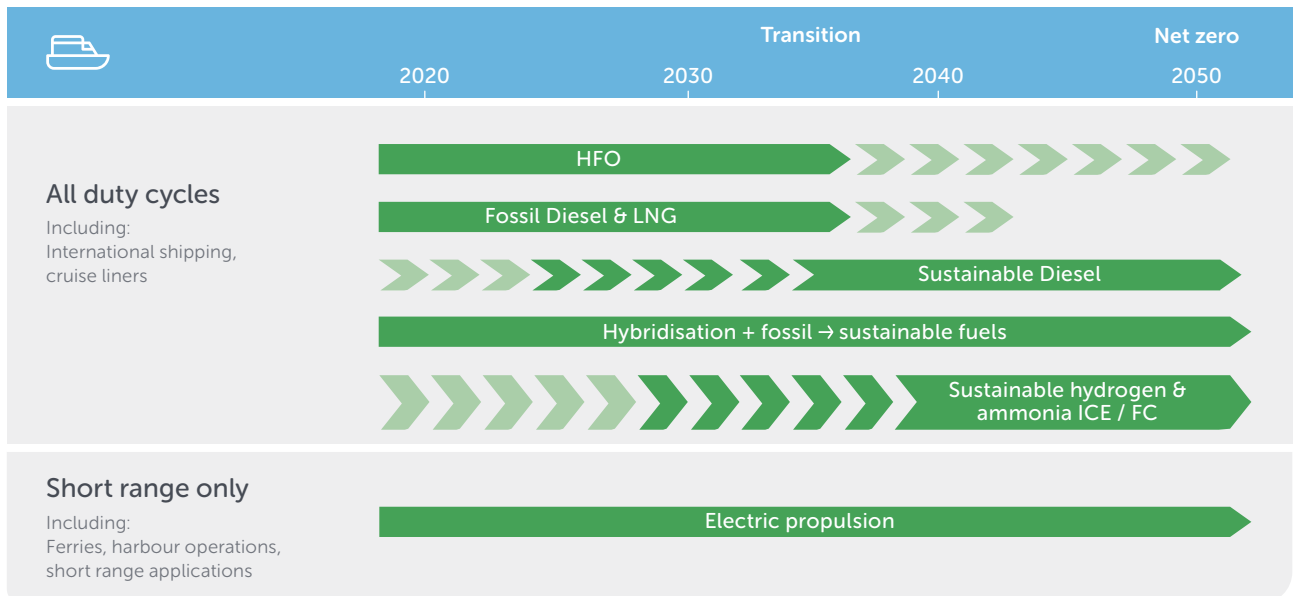 Transition
Net zero
2020
2030
2040
2050
All duty cycles
Including:
International shipping,
cruise liners
HFO
Fossil Diesel & LNG
Sustainable Diesel
Hybridisation + fossil → sustainable fuels
Sustainable hydrogen &
ammonia ICE / FC
Short range only
Including:
Ferries, harbour operations,
short range applications
Electric propulsion